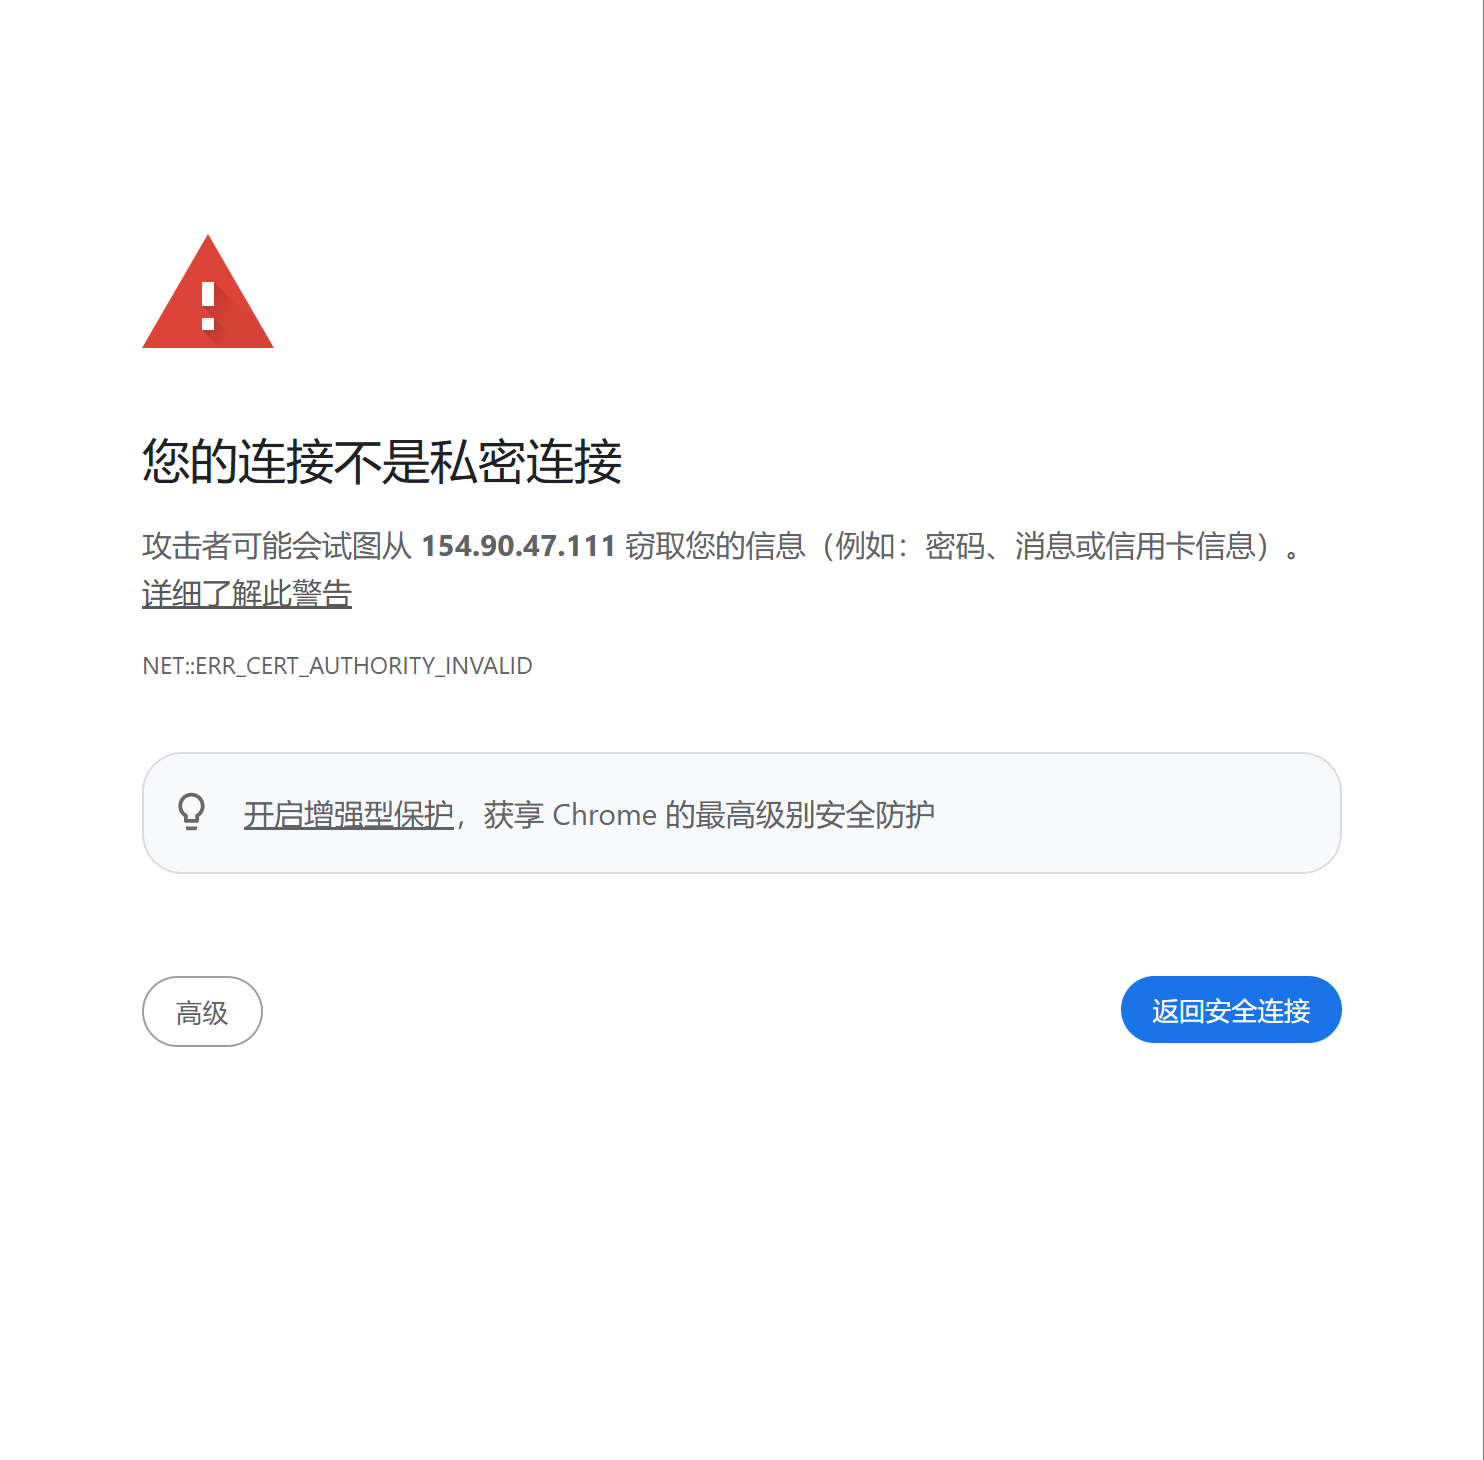 您的连接不是私密连接
攻击者可能会试图从 154.90.47.111 窃取您的信息（例如：密码、消息或信用卡信息）。
详细了解此警告
NET::ERR_CERT_AUTHORITY_INVALID
开启增强型保护，获享 Chrome 的最高级别安全防护
高级
返回安全连接